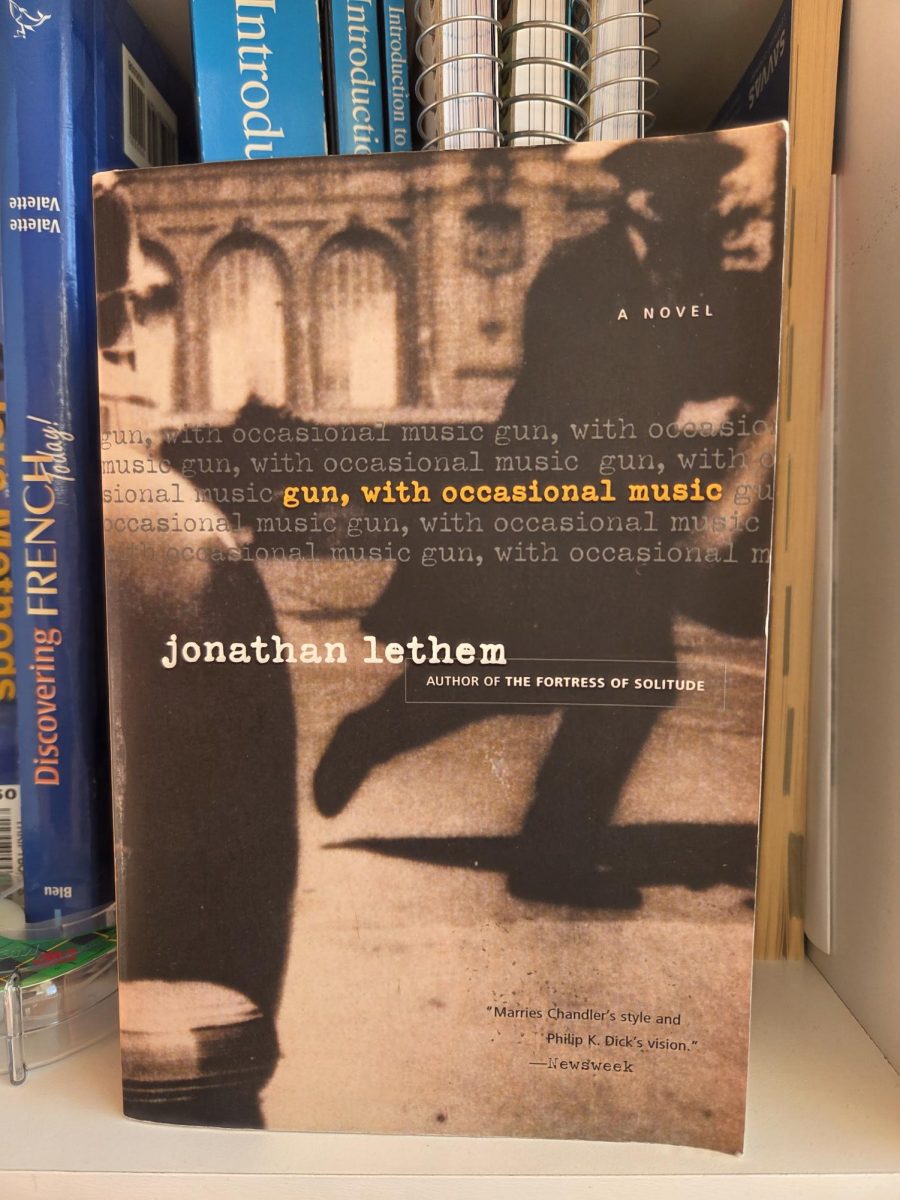 Introdu
Introductio
Introduction to
SAVVAS
Valette
Valette
Discovering FRENCH Today!
Bleu
A NOVEL
gun, with occasional music gun, with occasio
music gun, with occasional music gun, with o
sional music gun, with occasional music gu
occasional music gun, with occasional music
with occasional music gun, with occasional m
jonathan lethem
AUTHOR OF THE FORTRESS OF SOLITUDE
"Marries Chandler's style and
Philip K. Dick's vision."
—Newsweek